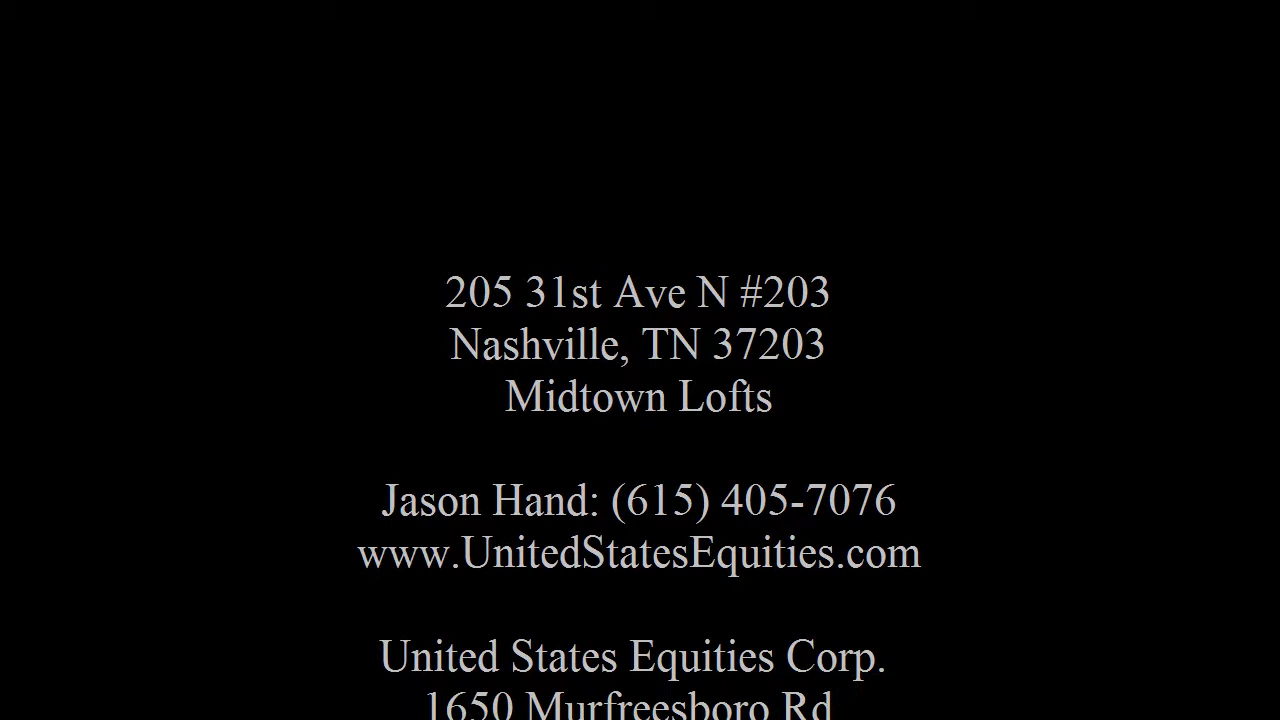 205 31st Ave N #203
Nashville, TN 37203
Midtown Lofts
Jason Hand: (615) 405-7076
www.UnitedStatesEquities.com
United States Equities Corp.
1650 Murfreesboro Rd